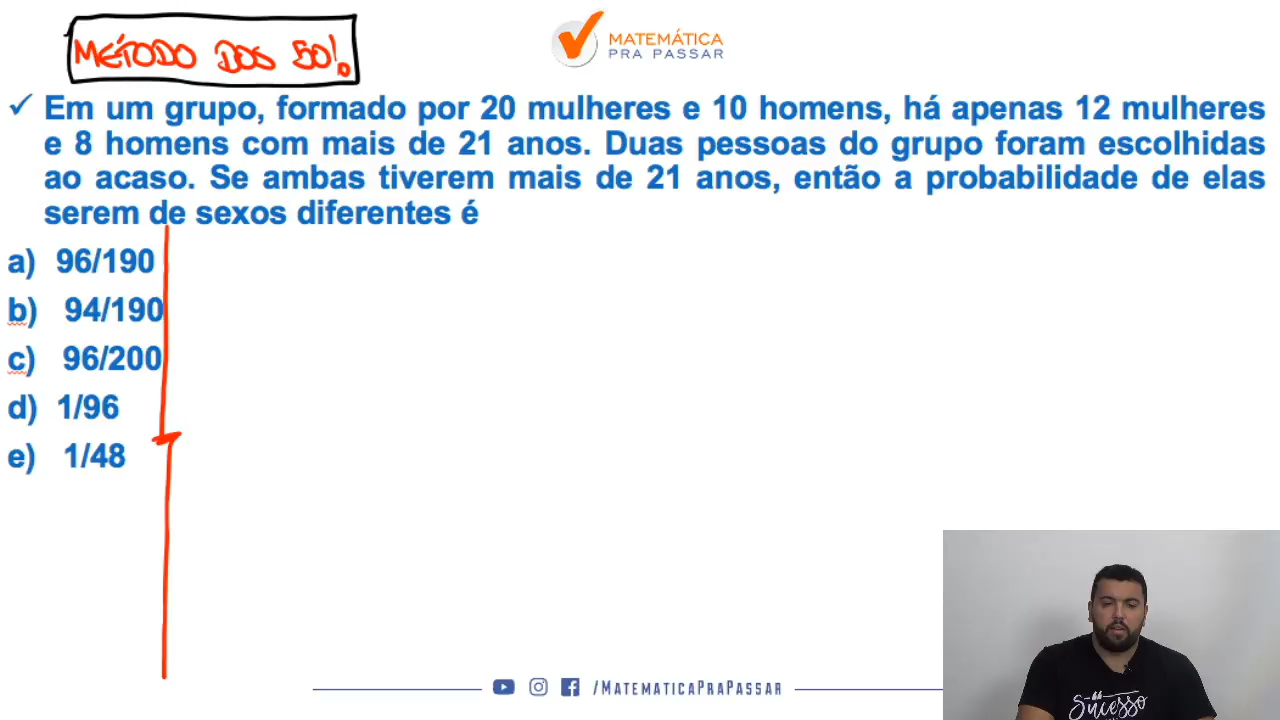 MÉTODO DOS 50!
MATEMÁTICA
PRA PASSAR
✓ Em um grupo, formado por 20 mulheres e 10 homens, há apenas 12 mulheres
e 8 homens com mais de 21 anos. Duas pessoas do grupo foram escolhidas
ao acaso. Se ambas tiverem mais de 21 anos, então a probabilidade de elas
serem de sexos diferentes é
a) 96/190
b) 94/190
c) 96/200
d) 1/96
e) 1/48
/MATEMATICAPRAPASSAR
Sucesso